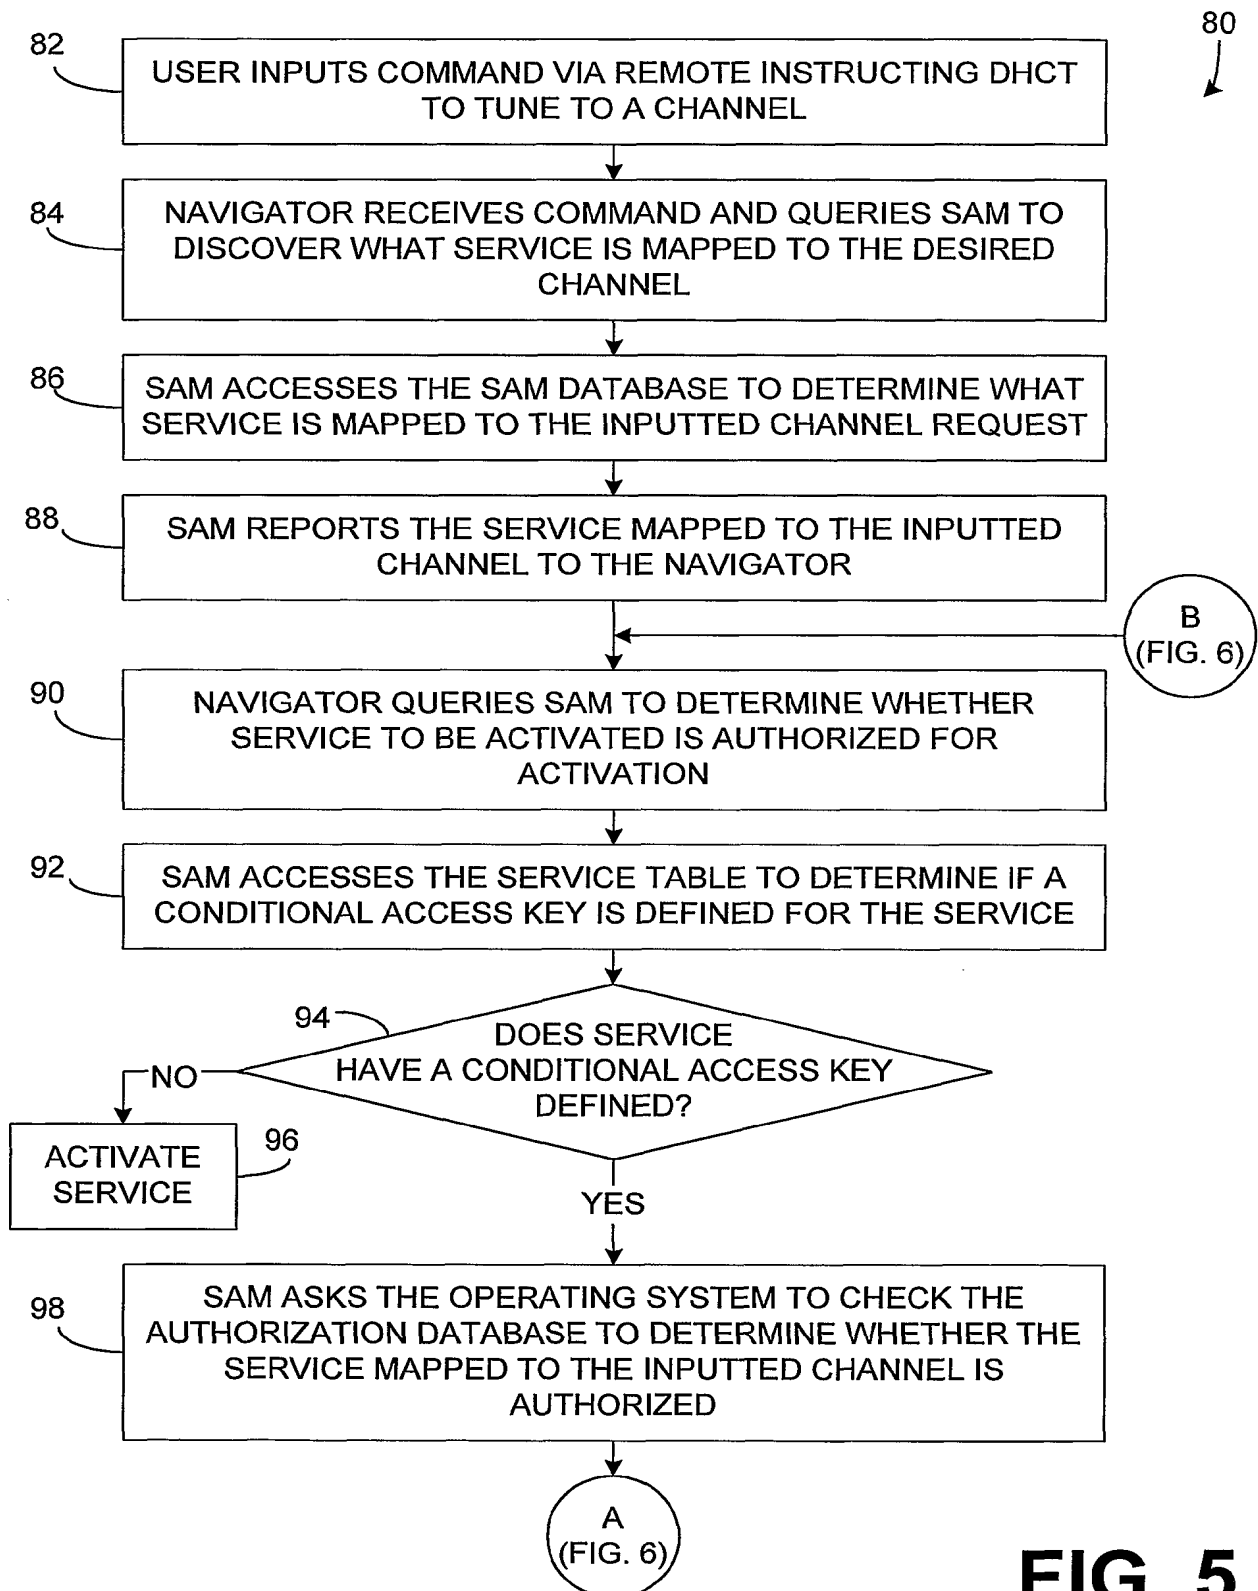 80
82
USER INPUTS COMMAND VIA REMOTE INSTRUCTING DHCT
TO TUNE TO A CHANNEL
84
NAVIGATOR RECEIVES COMMAND AND QUERIES SAM TO
DISCOVER WHAT SERVICE IS MAPPED TO THE DESIRED
CHANNEL
86
SAM ACCESSES THE SAM DATABASE TO DETERMINE WHAT
SERVICE IS MAPPED TO THE INPUTTED CHANNEL REQUEST
88
SAM REPORTS THE SERVICE MAPPED TO THE INPUTTED
CHANNEL TO THE NAVIGATOR
B
(FIG. 6)
90
NAVIGATOR QUERIES SAM TO DETERMINE WHETHER
SERVICE TO BE ACTIVATED IS AUTHORIZED FOR
ACTIVATION
92
SAM ACCESSES THE SERVICE TABLE TO DETERMINE IF A
CONDITIONAL ACCESS KEY IS DEFINED FOR THE SERVICE
94
DOES SERVICE
HAVE A CONDITIONAL ACCESS KEY
DEFINED?
NO
96
ACTIVATE
SERVICE
YES
98
SAM ASKS THE OPERATING SYSTEM TO CHECK THE
AUTHORIZATION DATABASE TO DETERMINE WHETHER THE
SERVICE MAPPED TO THE INPUTTED CHANNEL IS
AUTHORIZED
A
(FIG. 6)
FIG. 5